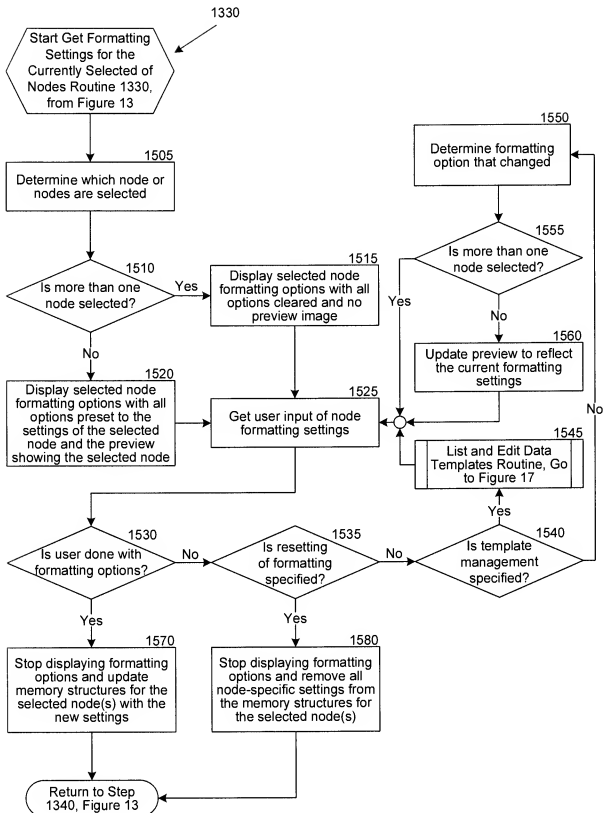 1330
Start Get Formatting
Settings for the
Currently Selected of
Nodes Routine 1330,
from Figure 13
1505
Determine which node or
nodes are selected
1510
Is more than one
node selected?
Yes
No
1515
Display selected node
formatting options with all
options cleared and no
preview image
1520
Display selected node
formatting options with all
options preset to the
settings of the selected
node and the preview
showing the selected node
1525
Get user input of node
formatting settings
1550
Determine formatting
option that changed
1555
Is more than one
node selected?
Yes
No
1560
Update preview to reflect
the current formatting
settings
1545
List and Edit Data
Templates Routine, Go
to Figure 17
Yes
No
1530
Is user done with
formatting options?
No
Yes
1535
Is resetting
of formatting
specified?
No
Yes
1540
Is template
management
specified?
1570
Stop displaying formatting
options and update
memory structures for the
selected node(s) with the
new settings
1580
Stop displaying formatting
options and remove all
node-specific settings from
the memory structures for
the selected node(s)
Return to Step
1340, Figure 13